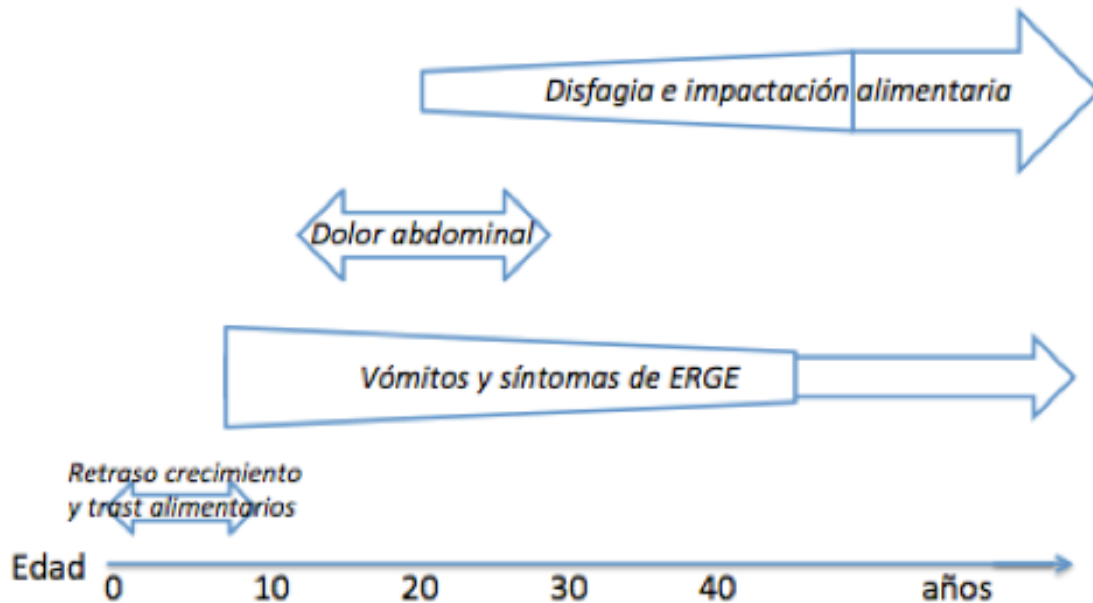 Disfagia e impactación alimentaria
Dolor abdominal
Vómitos y síntomas de ERGE
Retraso crecimiento
y trast alimentarios
Edad
0 10 20 30 40 años